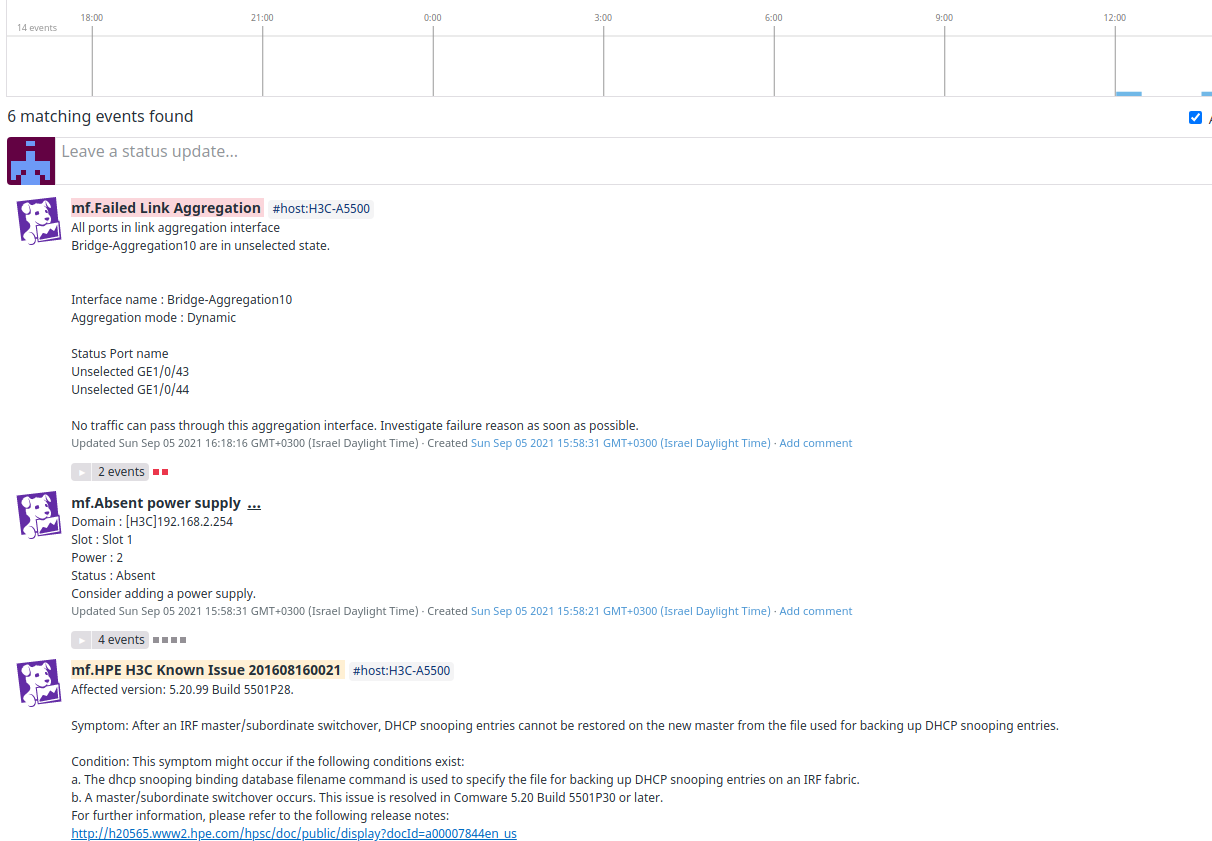 18:00 21:00 0:00 3:00 6:00 9:00 12:00
14 events
6 matching events found
Leave a status update...
mf.Failed Link Aggregation #host:H3C-A5500
All ports in link aggregation interface
Bridge-Aggregation10 are in unselected state.
Interface name : Bridge-Aggregation10
Aggregation mode : Dynamic
Status Port name
Unselected GE1/0/43
Unselected GE1/0/44
No traffic can pass through this aggregation interface. Investigate failure reason as soon as possible.
Updated Sun Sep 05 2021 16:18:16 GMT+0300 (Israel Daylight Time) · Created Sun Sep 05 2021 15:58:31 GMT+0300 (Israel Daylight Time) · Add comment
2 events
mf.Absent power supply ...
Domain : [H3C]192.168.2.254
Slot : Slot 1
Power : 2
Status : Absent
Consider adding a power supply.
Updated Sun Sep 05 2021 15:58:31 GMT+0300 (Israel Daylight Time) · Created Sun Sep 05 2021 15:58:21 GMT+0300 (Israel Daylight Time) · Add comment
4 events
mf.HPE H3C Known Issue 201608160021 #host:H3C-A5500
Affected version: 5.20.99 Build 5501P28.
Symptom: After an IRF master/subordinate switchover, DHCP snooping entries cannot be restored on the new master from the file used for backing up DHCP snooping entries.
Condition: This symptom might occur if the following conditions exist:
a. The dhcp snooping binding database filename command is used to specify the file for backing up DHCP snooping entries on an IRF fabric.
b. A master/subordinate switchover occurs. This issue is resolved in Comware 5.20 Build 5501P30 or later.
For further information, please refer to the following release notes:
http://h20565.www2.hpe.com/hpsc/doc/public/display?docId=a00007844en_us